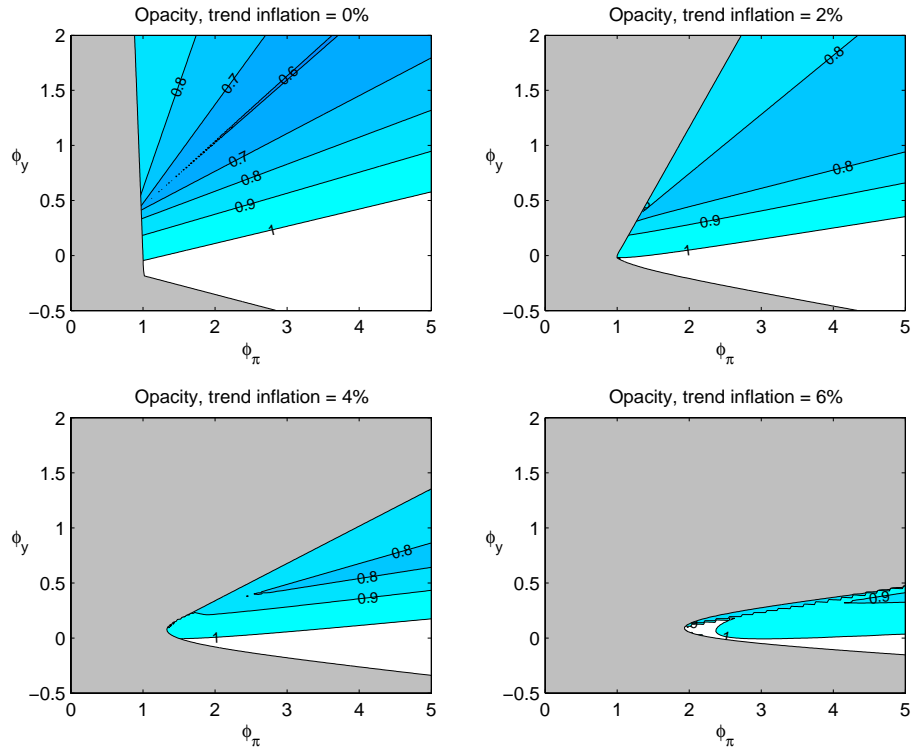 Opacity, trend inflation = 0%
2
1.5
1
0.5
0
−0.5
ϕy
0.8
0.7
0.6
0.7
0.8
0.9
1
0 1 2 3 4 5
ϕπ
Opacity, trend inflation = 2%
2
1.5
1
0.5
0
−0.5
ϕy
0.8
0.8
0.9
1
0 1 2 3 4 5
ϕπ
Opacity, trend inflation = 4%
2
1.5
1
0.5
0
−0.5
ϕy
0.8
0.8
0.9
1
0 1 2 3 4 5
ϕπ
Opacity, trend inflation = 6%
2
1.5
1
0.5
0
−0.5
ϕy
0.9
1
0 1 2 3 4 5
ϕπ